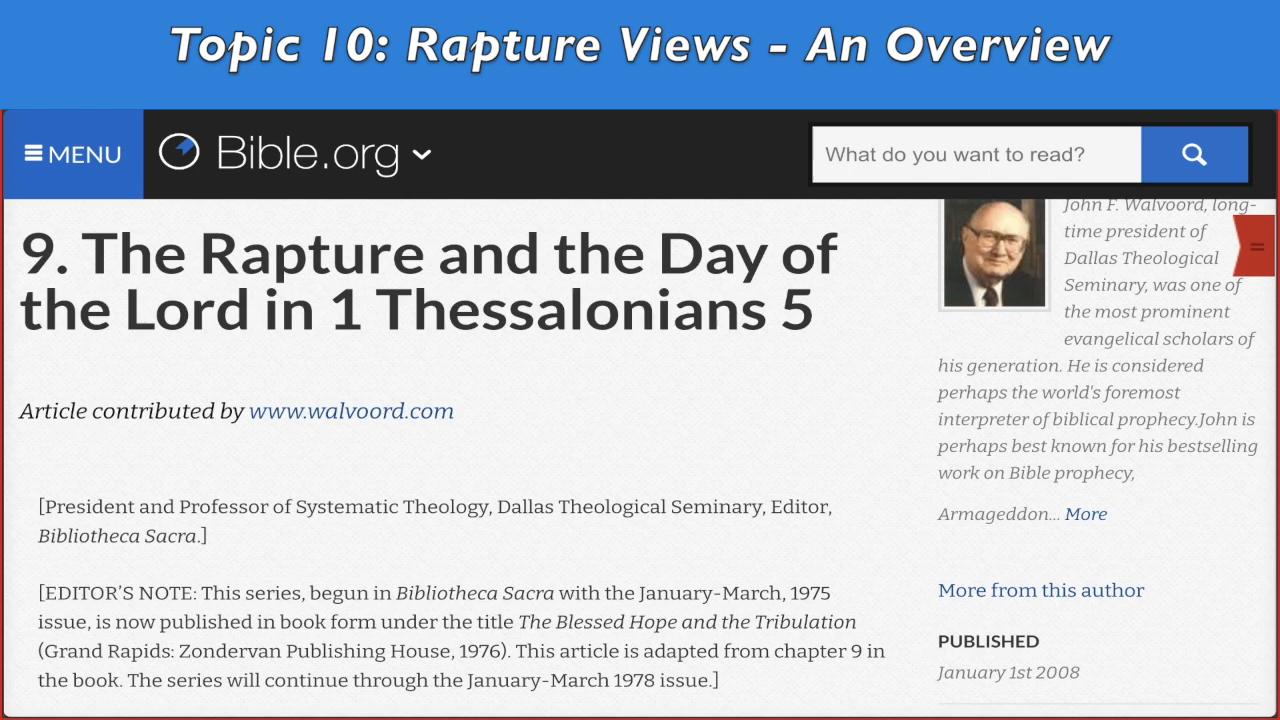 Topic 10: Rapture Views - An Overview
MENU
Bible.org
What do you want to read?
9. The Rapture and the Day of
the Lord in 1 Thessalonians 5
Article contributed by www.walvoord.com
[President and Professor of Systematic Theology, Dallas Theological Seminary, Editor,
Bibliotheca Sacra.]
[EDITOR’S NOTE: This series, begun in Bibliotheca Sacra with the January-March, 1975
issue, is now published in book form under the title The Blessed Hope and the Tribulation
(Grand Rapids: Zondervan Publishing House, 1976). This article is adapted from chapter 9 in
the book. The series will continue through the January-March 1978 issue.]
John F. Walvoord, long-
time president of
Dallas Theological
Seminary, was one of
the most prominent
evangelical scholars of
his generation. He is considered
perhaps the world's foremost
interpreter of biblical prophecy.John is
perhaps best known for his bestselling
work on Bible prophecy,
Armageddon... More
More from this author
PUBLISHED
January 1st 2008